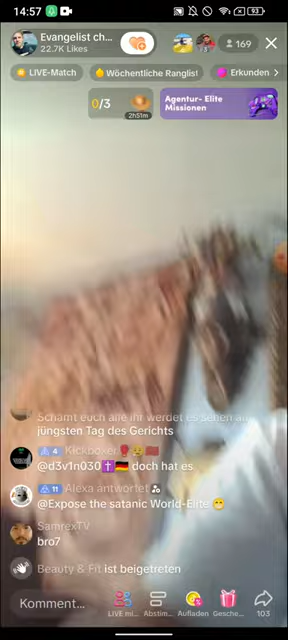 14:57
93
Evangelist ch...
22.7K Likes
169
LIVE-Match
Wöchentliche Ranglis
Erkunden
0/3
2h51m
Agentur- Elite
Missionen
Schämt euch alle ihr werdet es sehen am
jüngsten Tag des Gerichts
4 Kickboxer
@d3v1n030 ✝️🇩🇪 doch hat es
11 Alexa antwortet
@Expose the satanic World-Elite 😁
SamrexTV
bro7
Beauty & Fit ist beigetreten
Komment...
LIVE mi...
Abstim...
Aufladen
Gesche...
103